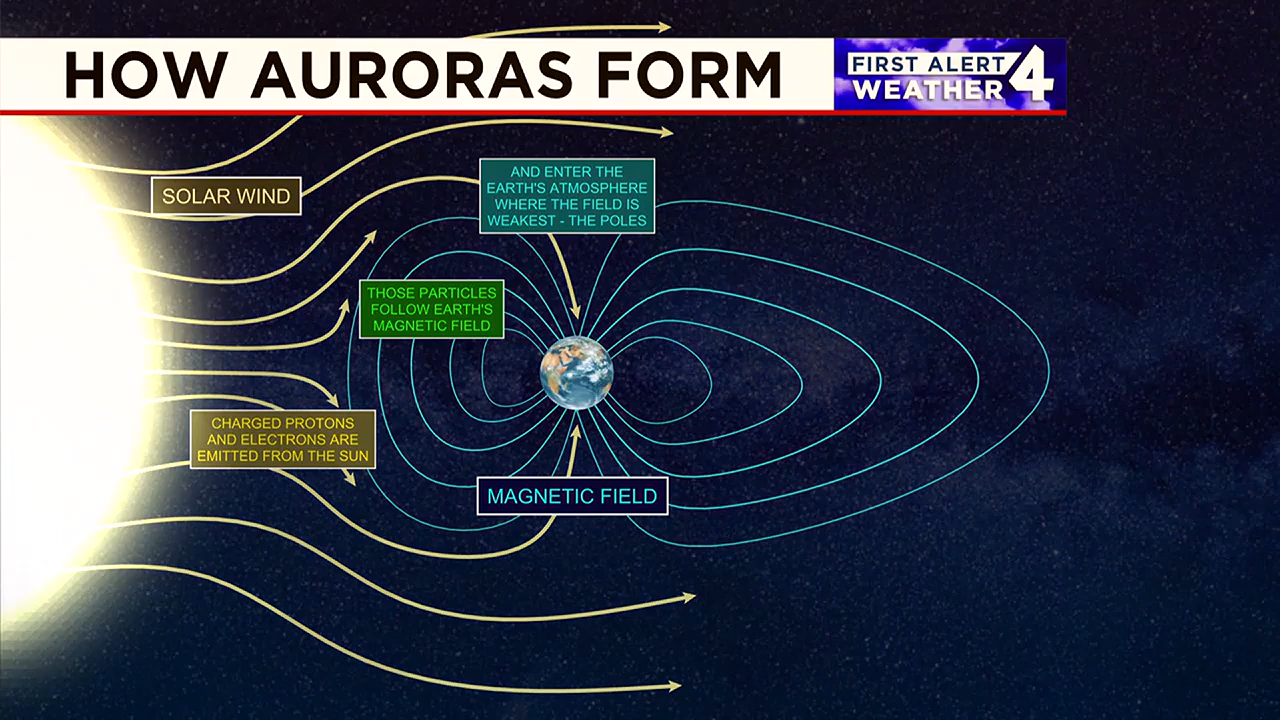 HOW AURORAS FORM
FIRST ALERT
WEATHER 4
SOLAR WIND
AND ENTER THE
EARTH'S ATMOSPHERE
WHERE THE FIELD IS
WEAKEST - THE POLES
THOSE PARTICLES
FOLLOW EARTH'S
MAGNETIC FIELD
CHARGED PROTONS
AND ELECTRONS ARE
EMITTED FROM THE SUN
MAGNETIC FIELD